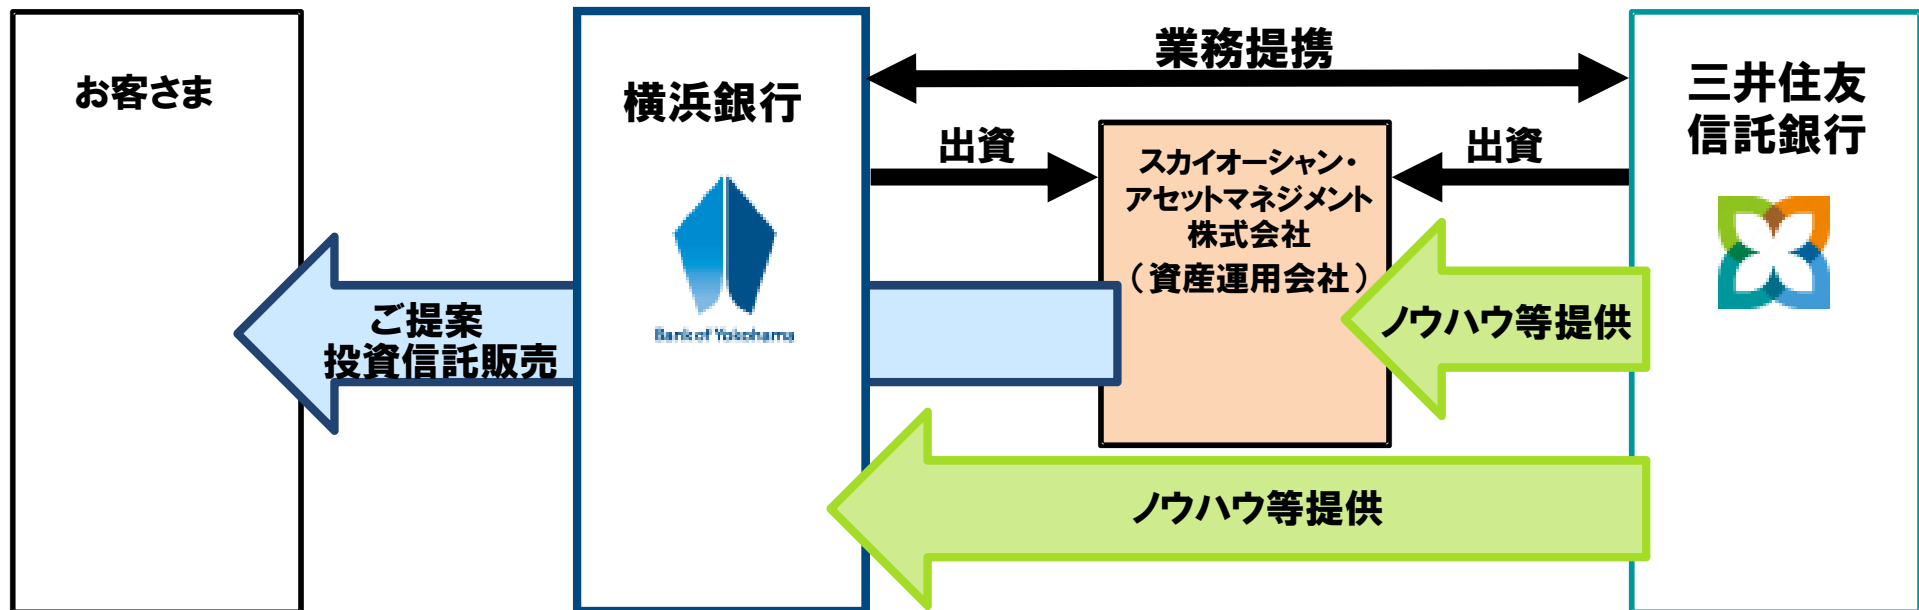 お客さま
横浜銀行
Bank of Yokohama
業務提携
出資
出資
スカイオーシャン・
アセットマネジメント
株式会社
（資産運用会社）
三井住友
信託銀行
ご提案
投資信託販売
ノウハウ等提供
ノウハウ等提供